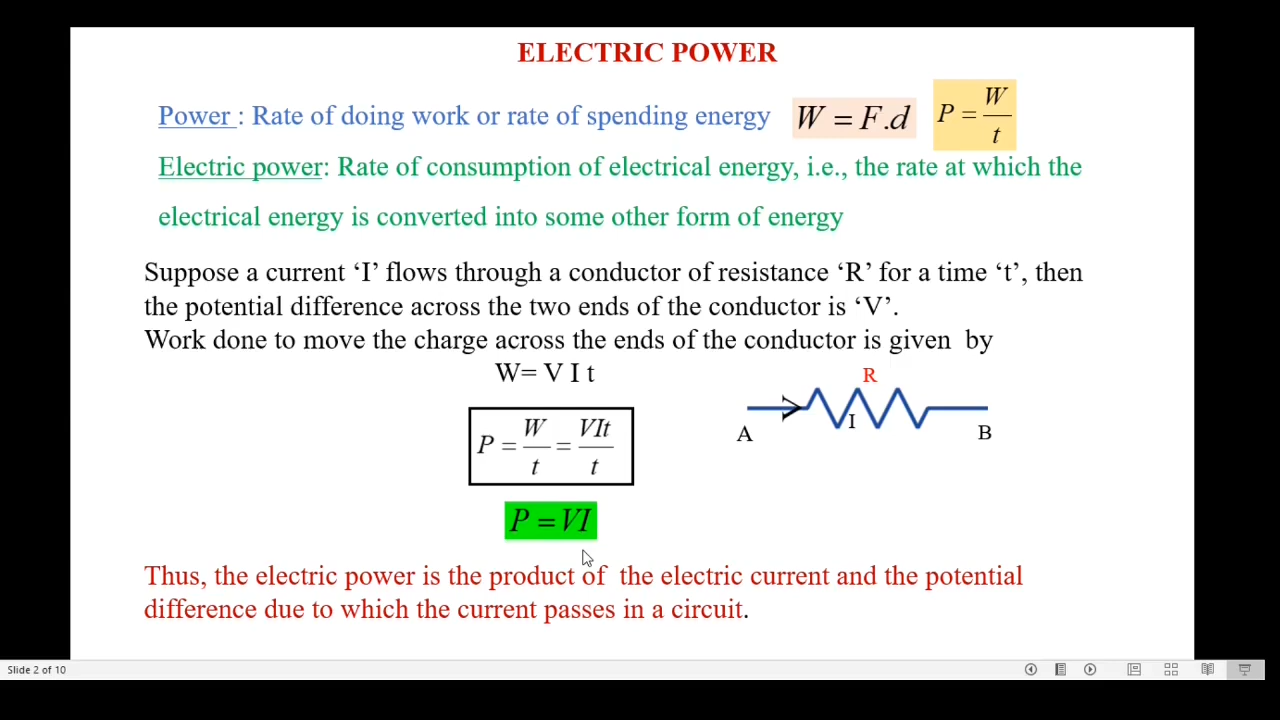 ELECTRIC POWER
Power : Rate of doing work or rate of spending energy W = F.d P = W/t
Electric power: Rate of consumption of electrical energy, i.e., the rate at which the
electrical energy is converted into some other form of energy
Suppose a current ‘I’ flows through a conductor of resistance ‘R’ for a time ‘t’, then
the potential difference across the two ends of the conductor is ‘V’.
Work done to move the charge across the ends of the conductor is given by
W= V I t
R
I
A
B
P = W/t = VIt/t
P = VI
Thus, the electric power is the product of the electric current and the potential
difference due to which the current passes in a circuit.
Slide 2 of 10